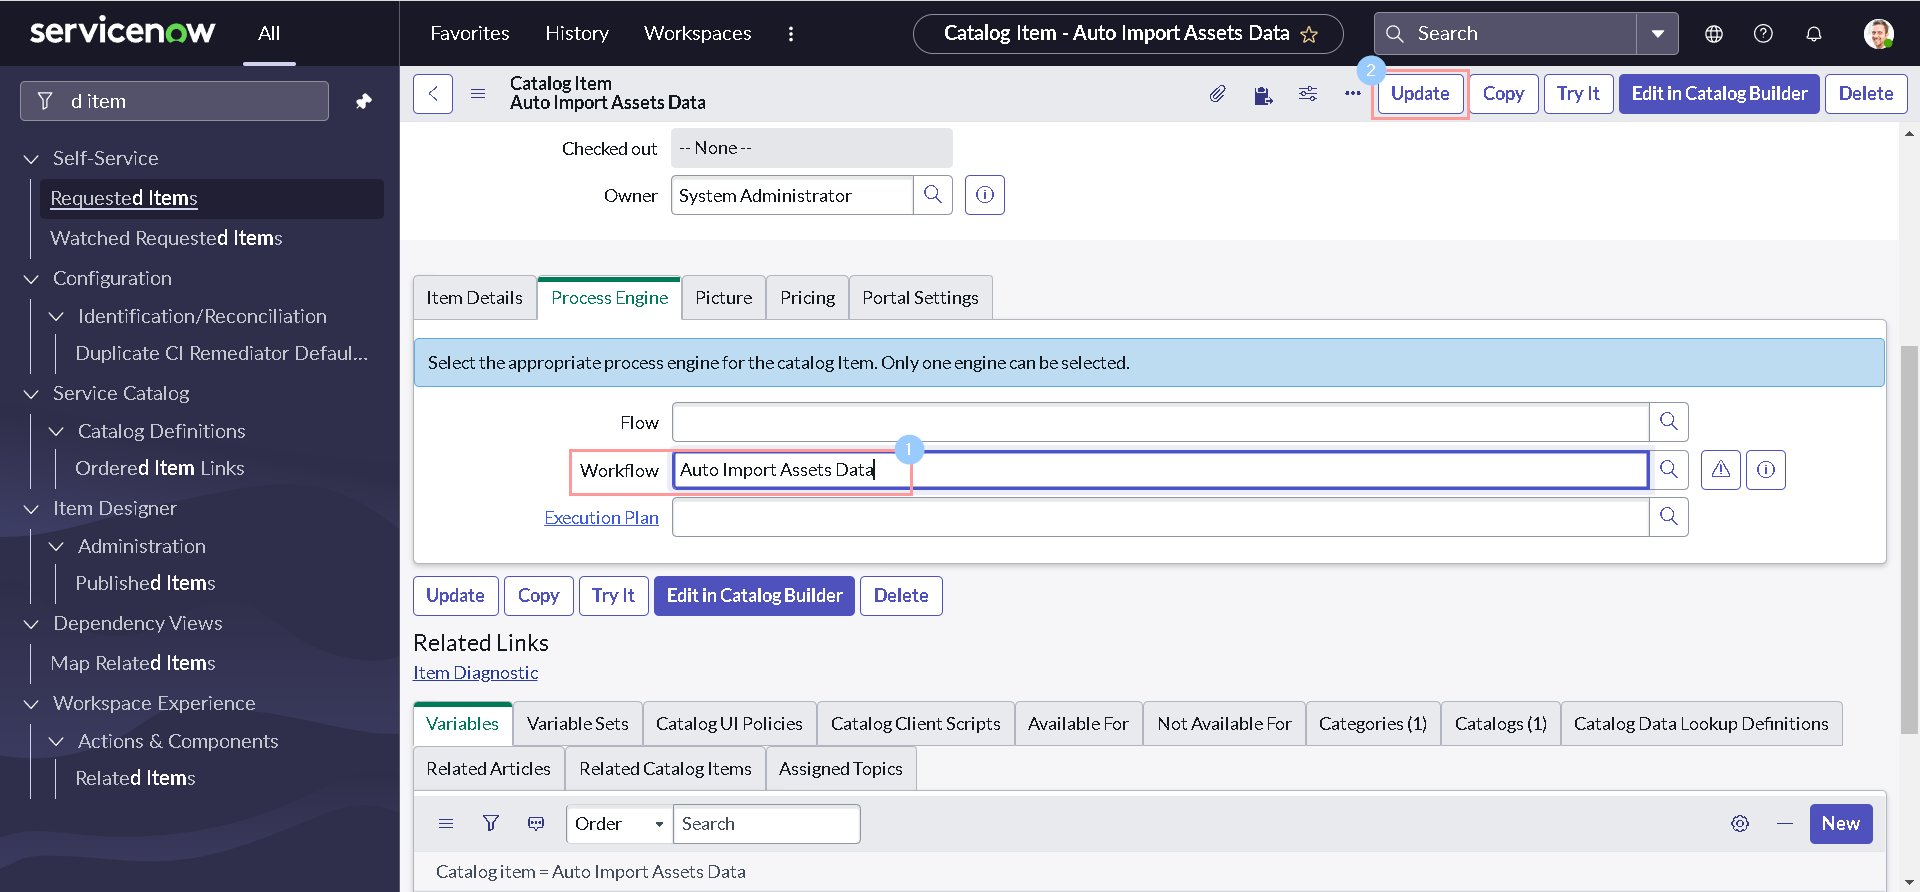 servicenow
All
Favorites
History
Workspaces
Catalog Item - Auto Import Assets Data
Search
d item
Self-Service
Requested Items
Watched Requested Items
Configuration
Identification/Reconciliation
Duplicate CI Remediator Defaul...
Service Catalog
Catalog Definitions
Ordered Item Links
Item Designer
Administration
Published Items
Dependency Views
Map Related Items
Workspace Experience
Actions & Components
Related Items
Catalog Item
Auto Import Assets Data
2
Update
Copy
Try It
Edit in Catalog Builder
Delete
Checked out
-- None --
Owner
System Administrator
Item Details
Process Engine
Picture
Pricing
Portal Settings
Select the appropriate process engine for the catalog Item. Only one engine can be selected.
Flow
1
Workflow
Auto Import Assets Data
Execution Plan
Update
Copy
Try It
Edit in Catalog Builder
Delete
Related Links
Item Diagnostic
Variables
Variable Sets
Catalog UI Policies
Catalog Client Scripts
Available For
Not Available For
Categories (1)
Catalogs (1)
Catalog Data Lookup Definitions
Related Articles
Related Catalog Items
Assigned Topics
Order
Search
New
Catalog item = Auto Import Assets Data